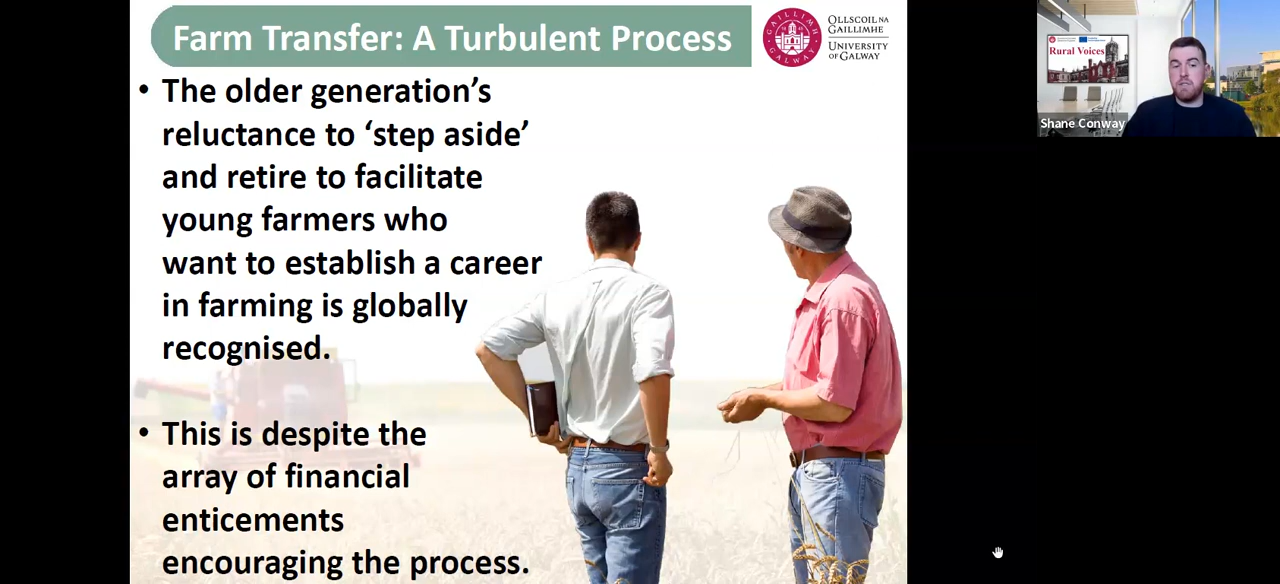 Farm Transfer: A Turbulent Process
GAILLIMH
GALWAY
OLLSCOIL NA
GAILLIMHE
UNIVERSITY
OF GALWAY
• The older generation’s
reluctance to ‘step aside’
and retire to facilitate
young farmers who
want to establish a career
in farming is globally
recognised.
• This is despite the
array of financial
enticements
encouraging the process.
Rural Voices
Shane Conway